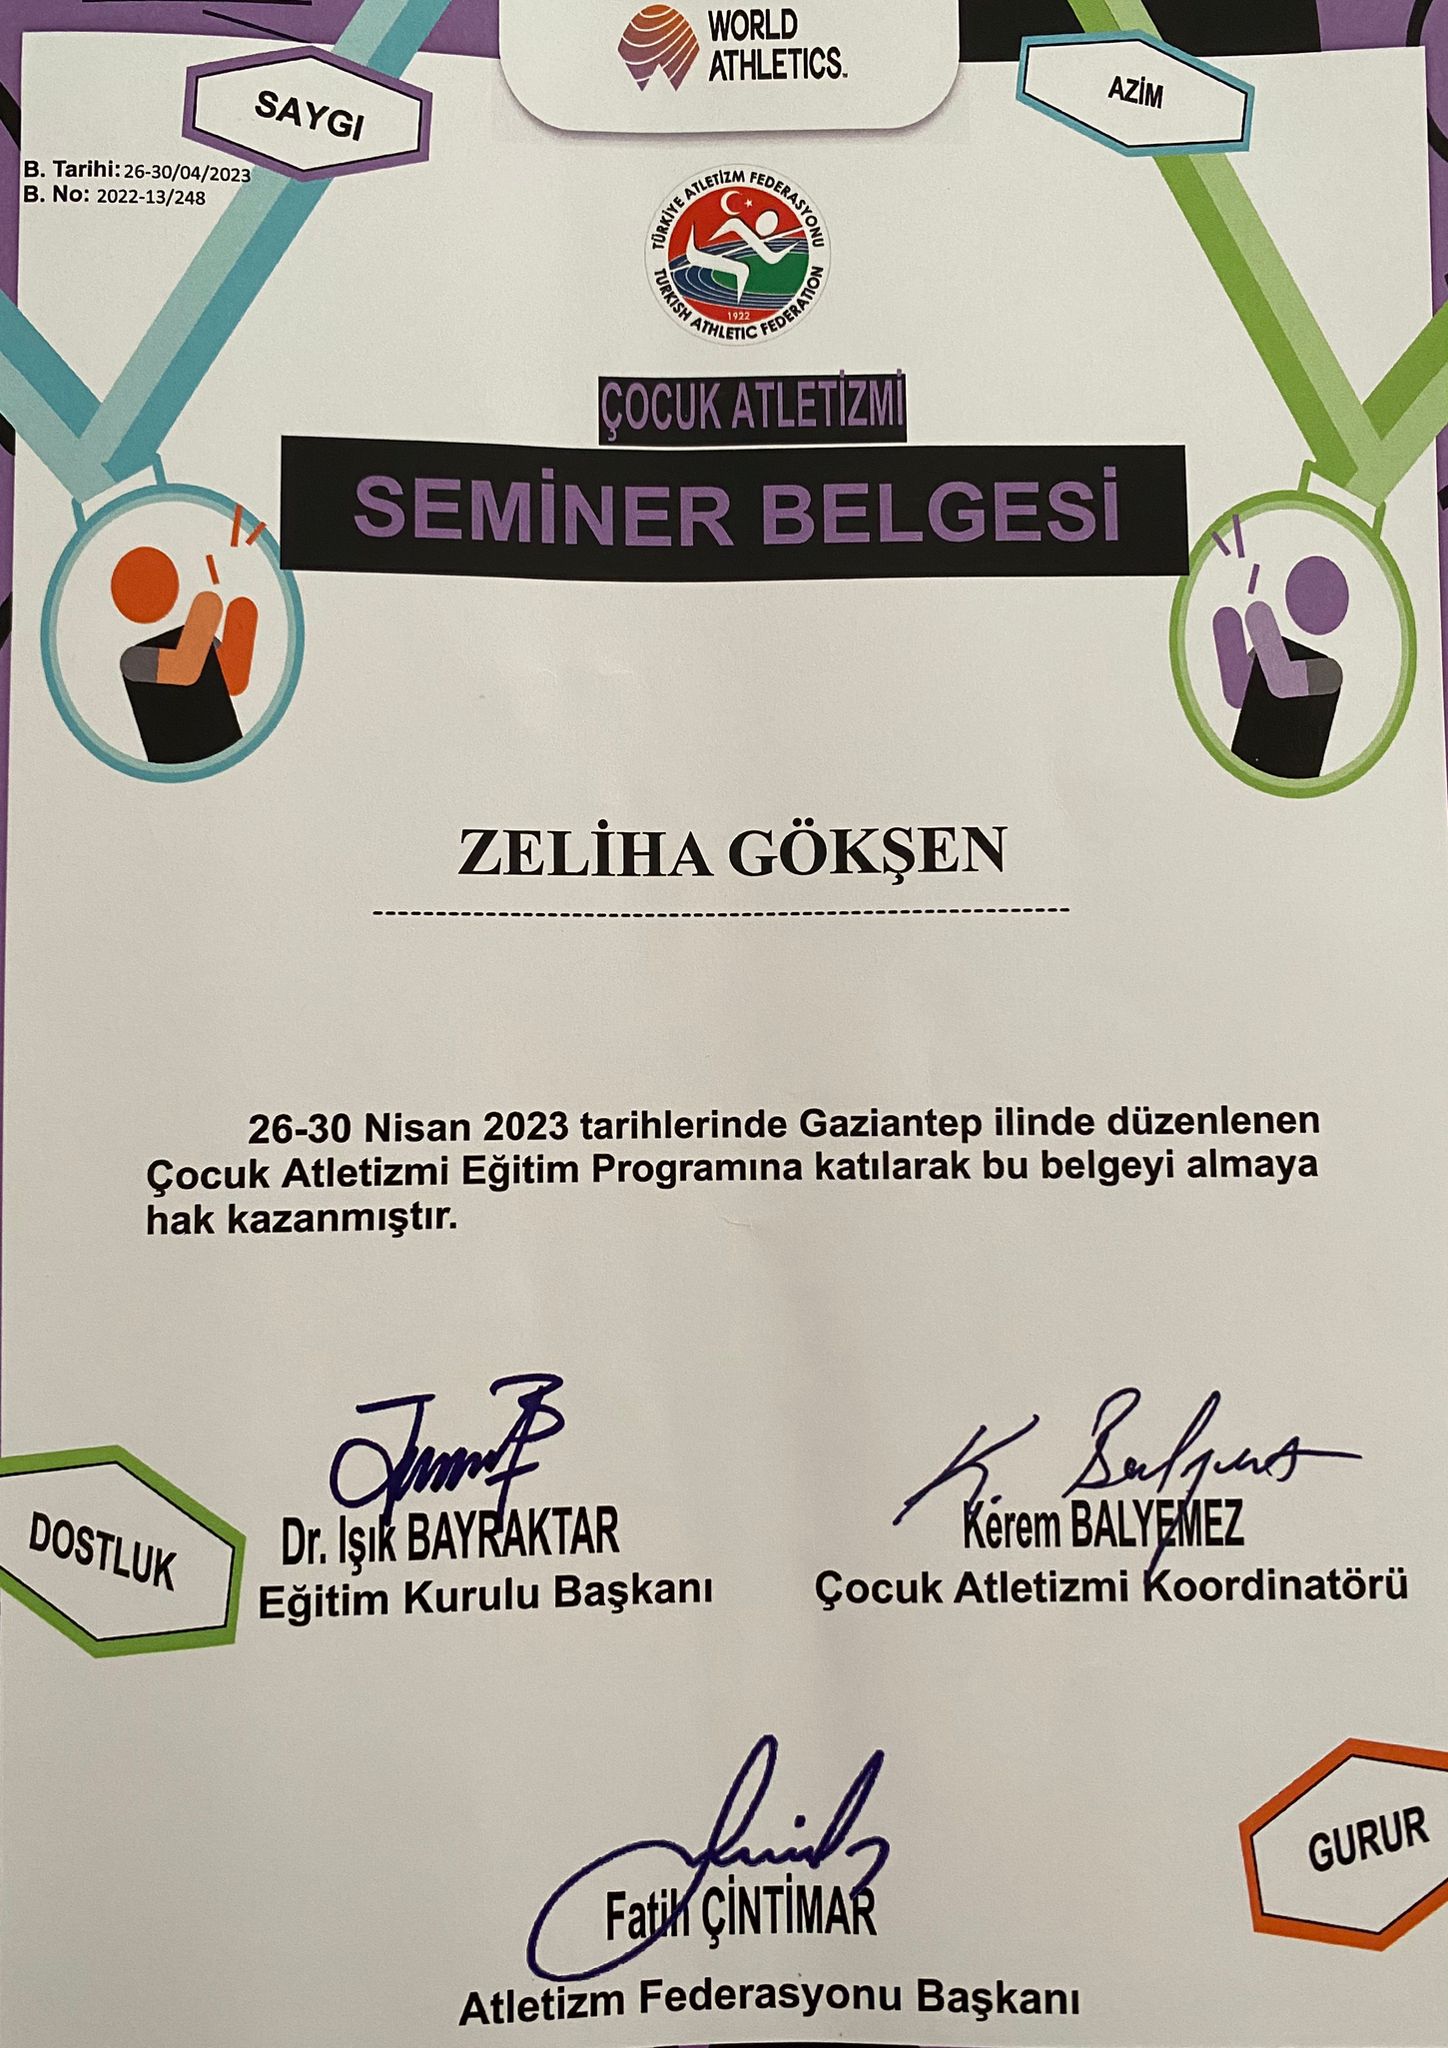 WORLD
ATHLETICS.
SAYGI
AZİM
B. Tarihi: 26-30/04/2023
B. No: 2022-13/248
TÜRKİYE ATLETİZM FEDERASYONU
1922
TURKISH ATHLETIC FEDERATION
ÇOCUK ATLETİZMİ
SEMİNER BELGESİ
ZELİHA GÖKŞEN
26-30 Nisan 2023 tarihlerinde Gaziantep ilinde düzenlenen
Çocuk Atletizmi Eğitim Programına katılarak bu belgeyi almaya
hak kazanmıştır.
DOSTLUK
Dr. Işık BAYRAKTAR
Eğitim Kurulu Başkanı
K. Balyemez
Kerem BALYEMEZ
Çocuk Atletizmi Koordinatörü
GURUR
Fatih ÇİNTİMAR
Atletizm Federasyonu Başkanı